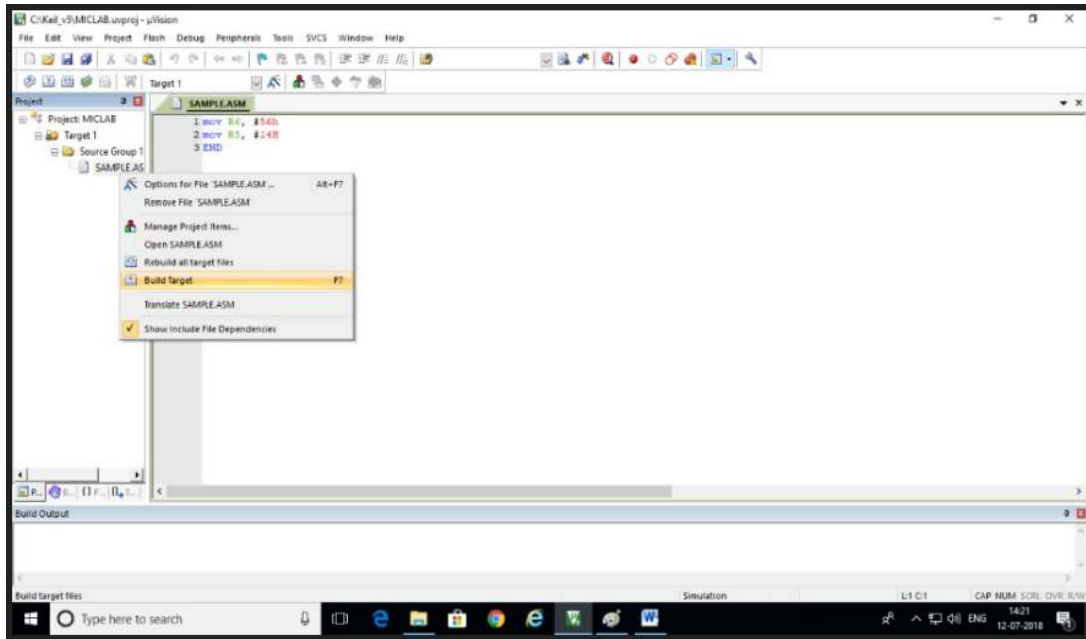 C:\Keil_v5\MICLAB.uvproj - µVision
File Edit View Project Flash Debug Peripherals Tools SVCS Window Help
Target 1
Project
SAMPLE.ASM
Project: MICLAB
Target 1
Source Group 1
SAMPLE.AS
1 mov R6, #56h
2 mov R5, #14H
3 END
Options for File 'SAMPLE.ASM'... Alt+F7
Remove File 'SAMPLE.ASM'
Manage Project Items...
Open SAMPLE.ASM
Rebuild all target files
Build Target F7
Translate SAMPLE.ASM
Show Include File Dependencies
Build Output
Build target files
Simulation
L:1 C:1
CAP NUM SCRL OVR R/W
Type here to search
ENG
14:21
12-07-2018